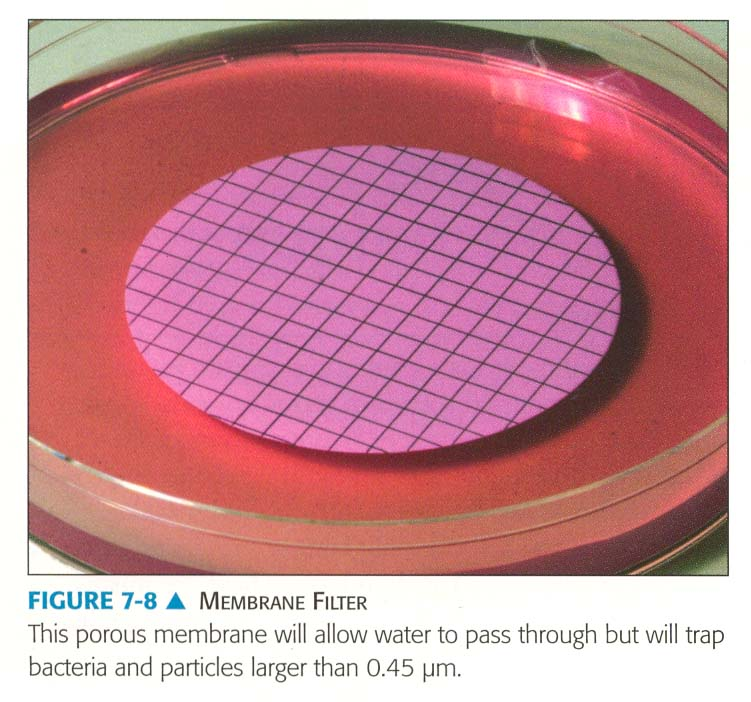 FIGURE 7-8 ▲ MEMBRANE FILTER
This porous membrane will allow water to pass through but will trap
bacteria and particles larger than 0.45 µm.